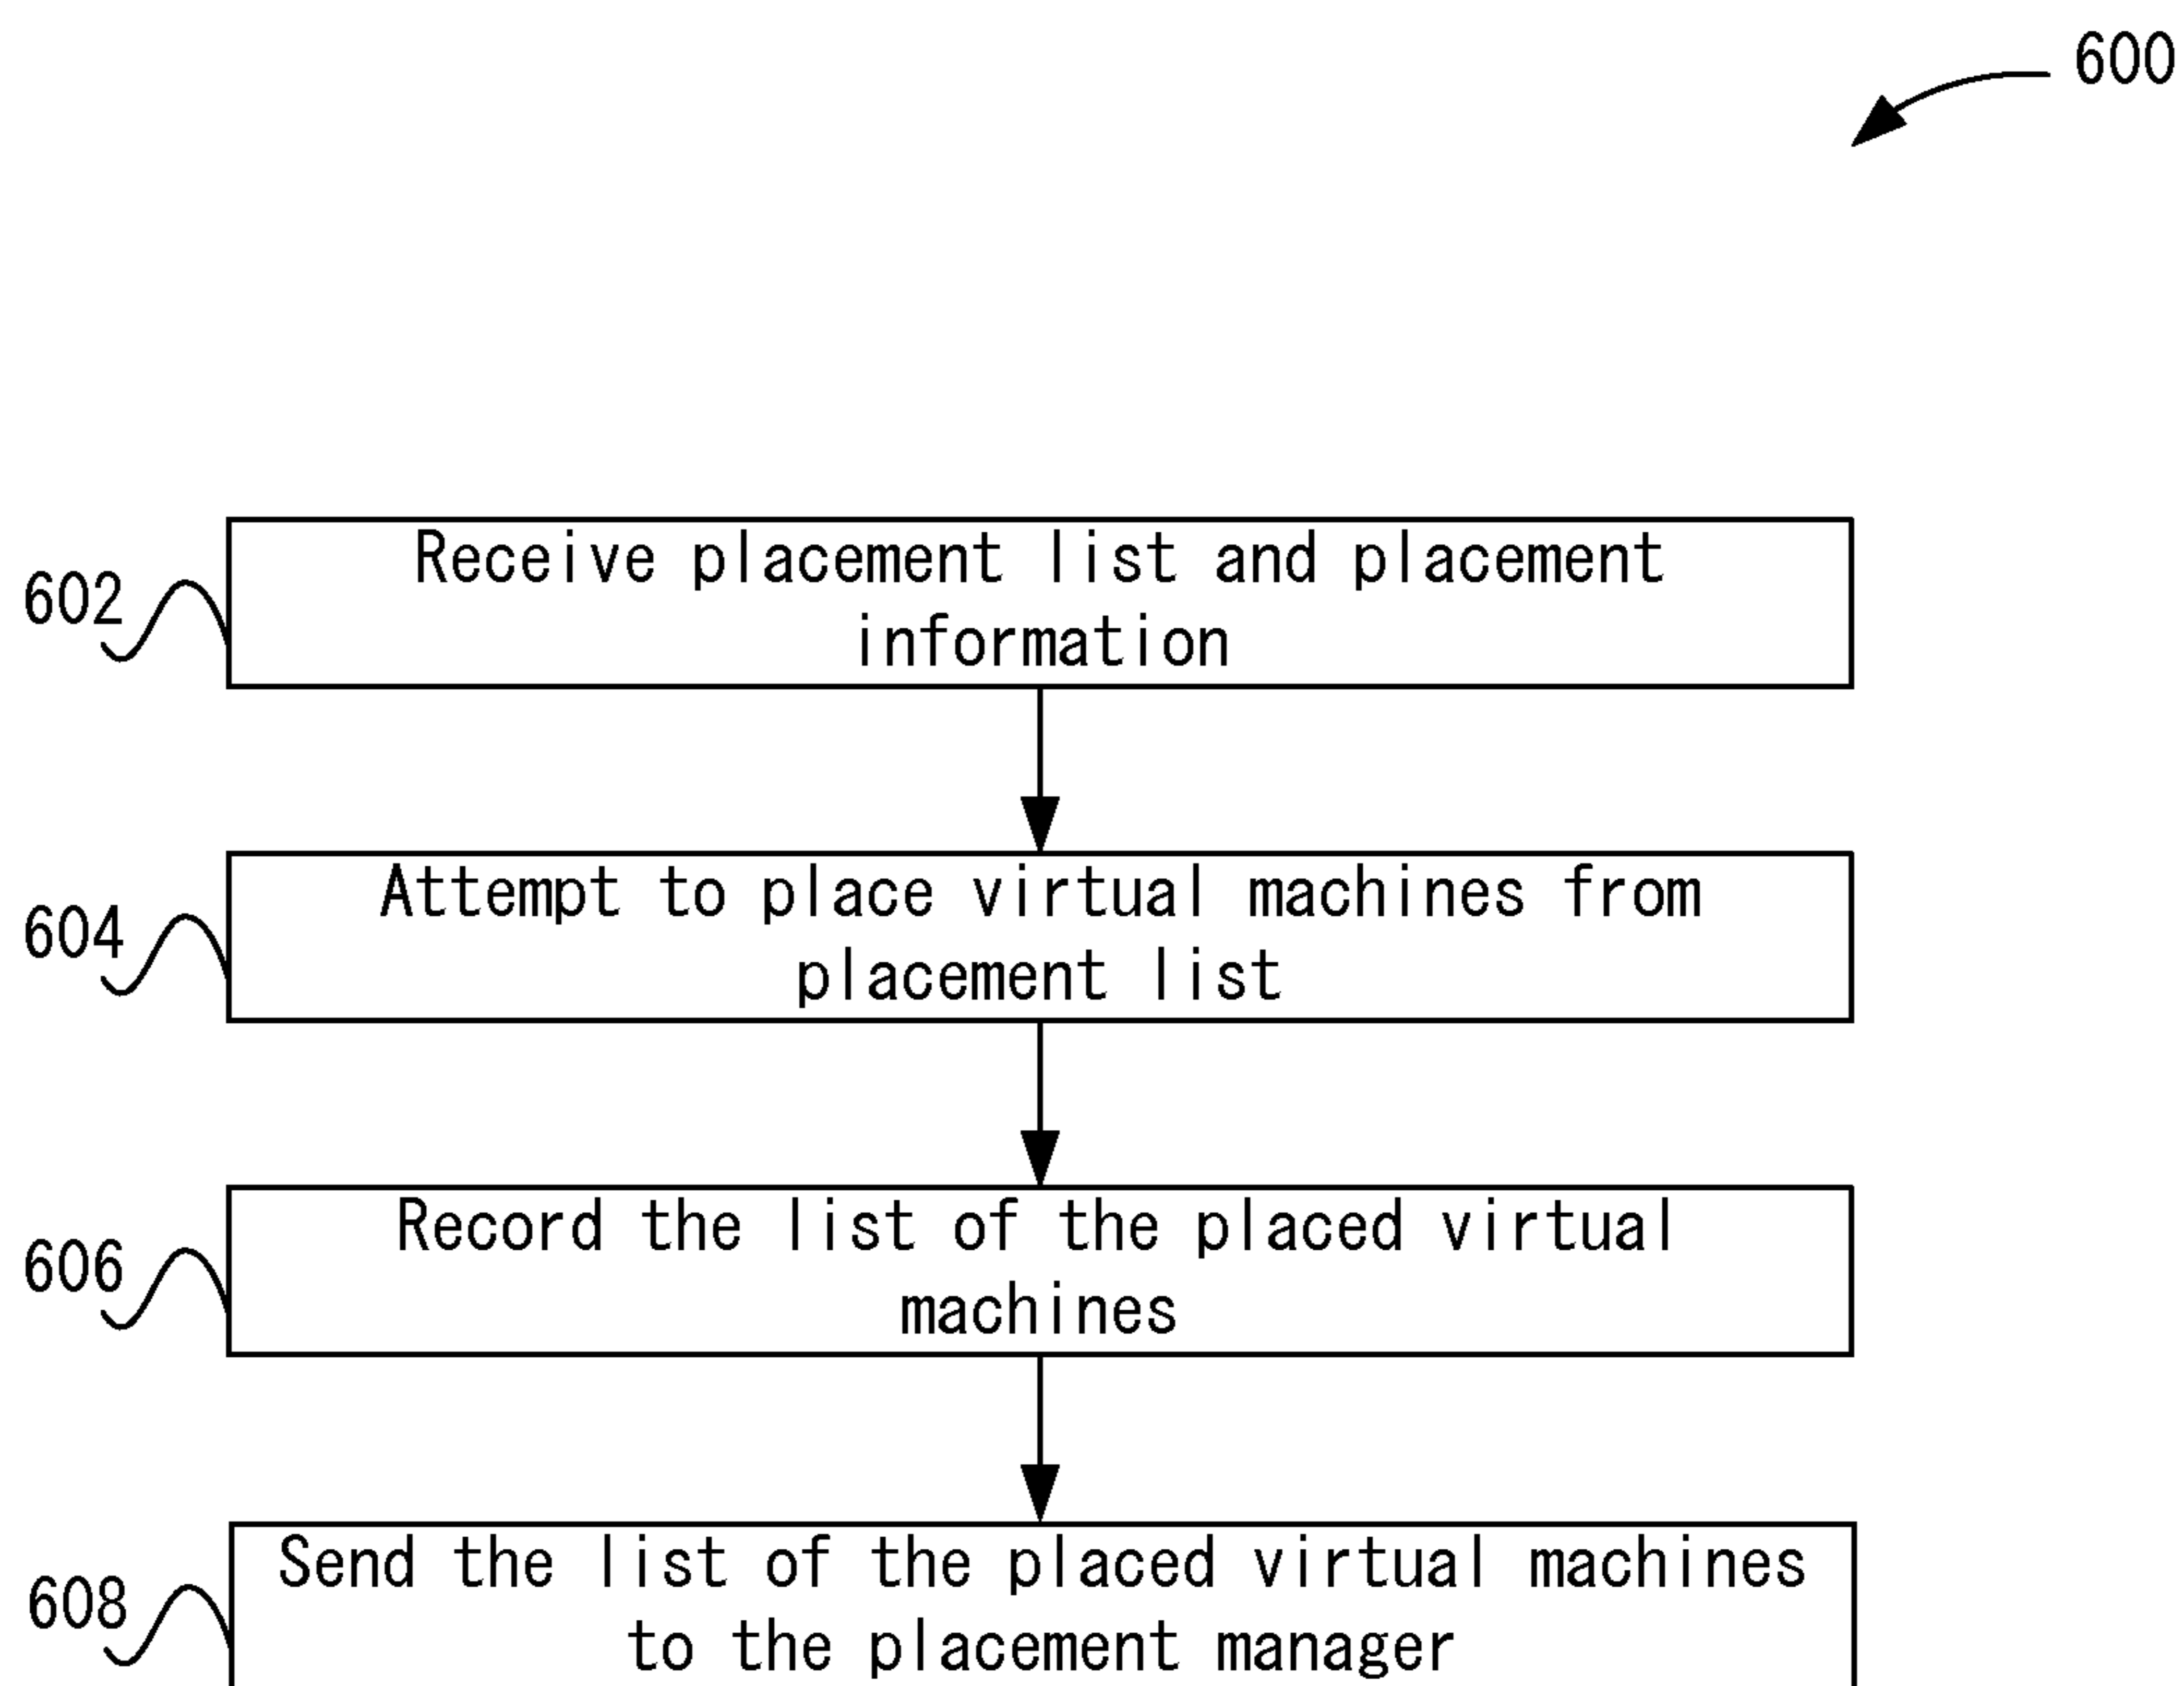 600
602
Receive placement list and placement
information
604
Attempt to place virtual machines from
placement list
606
Record the list of the placed virtual
machines
608
Send the list of the placed virtual machines
to the placement manager